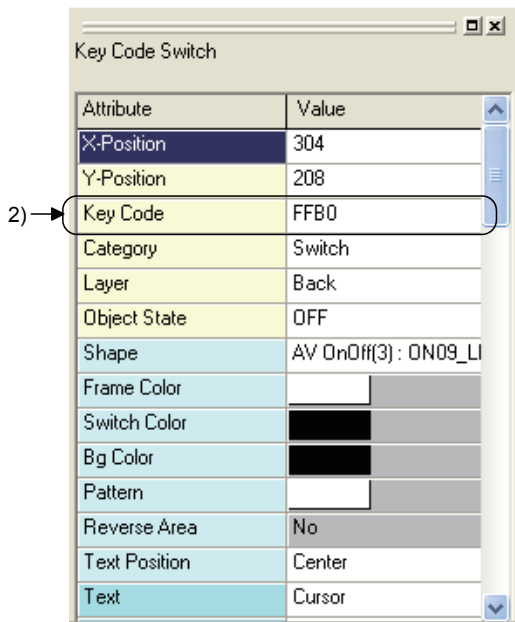 Key Code Switch
Attribute Value
X-Position 304
Y-Position 208
2) Key Code FFB0
Category Switch
Layer Back
Object State OFF
Shape AV OnOff(3) : ON09_LI
Frame Color
Switch Color
Bg Color
Pattern
Reverse Area No
Text Position Center
Text Cursor